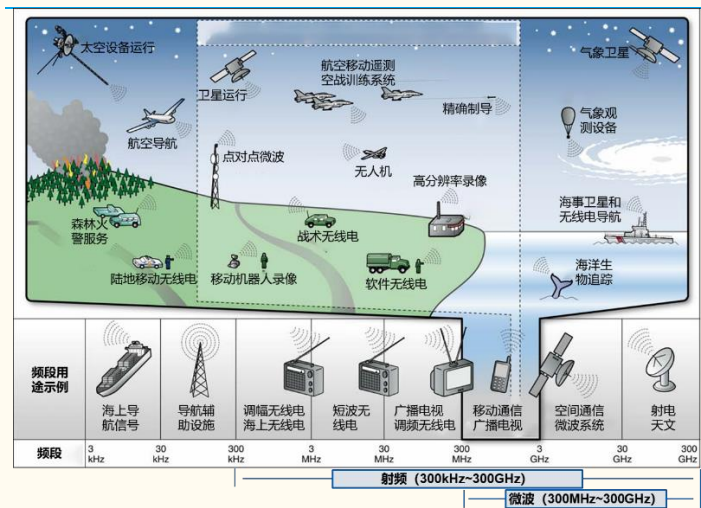 太空设备运行
航空移动遥测
空战训练系统
气象卫星
卫星运行
精确制导
气象观
测设备
航空导航
点对点微波
无人机
高分辨率录像
海事卫星和
无线电导航
森林火
警服务
战术无线电
陆地移动无线电
移动机器人录像
软件无线电
海洋生
物追踪
频段用
途示例
海上导
航信号
导航辅
助设施
调幅无线电
海上无线电
短波无
线电
广播电视
调频无线电
移动通信
广播电视
空间通信
微波系统
射电
天文
频段
3
kHz
30
kHz
300
kHz
3
MHz
30
MHz
300
MHz
3
GHz
30
GHz
300
GHz
射频（300kHz~300GHz）
微波（300MHz~300GHz）